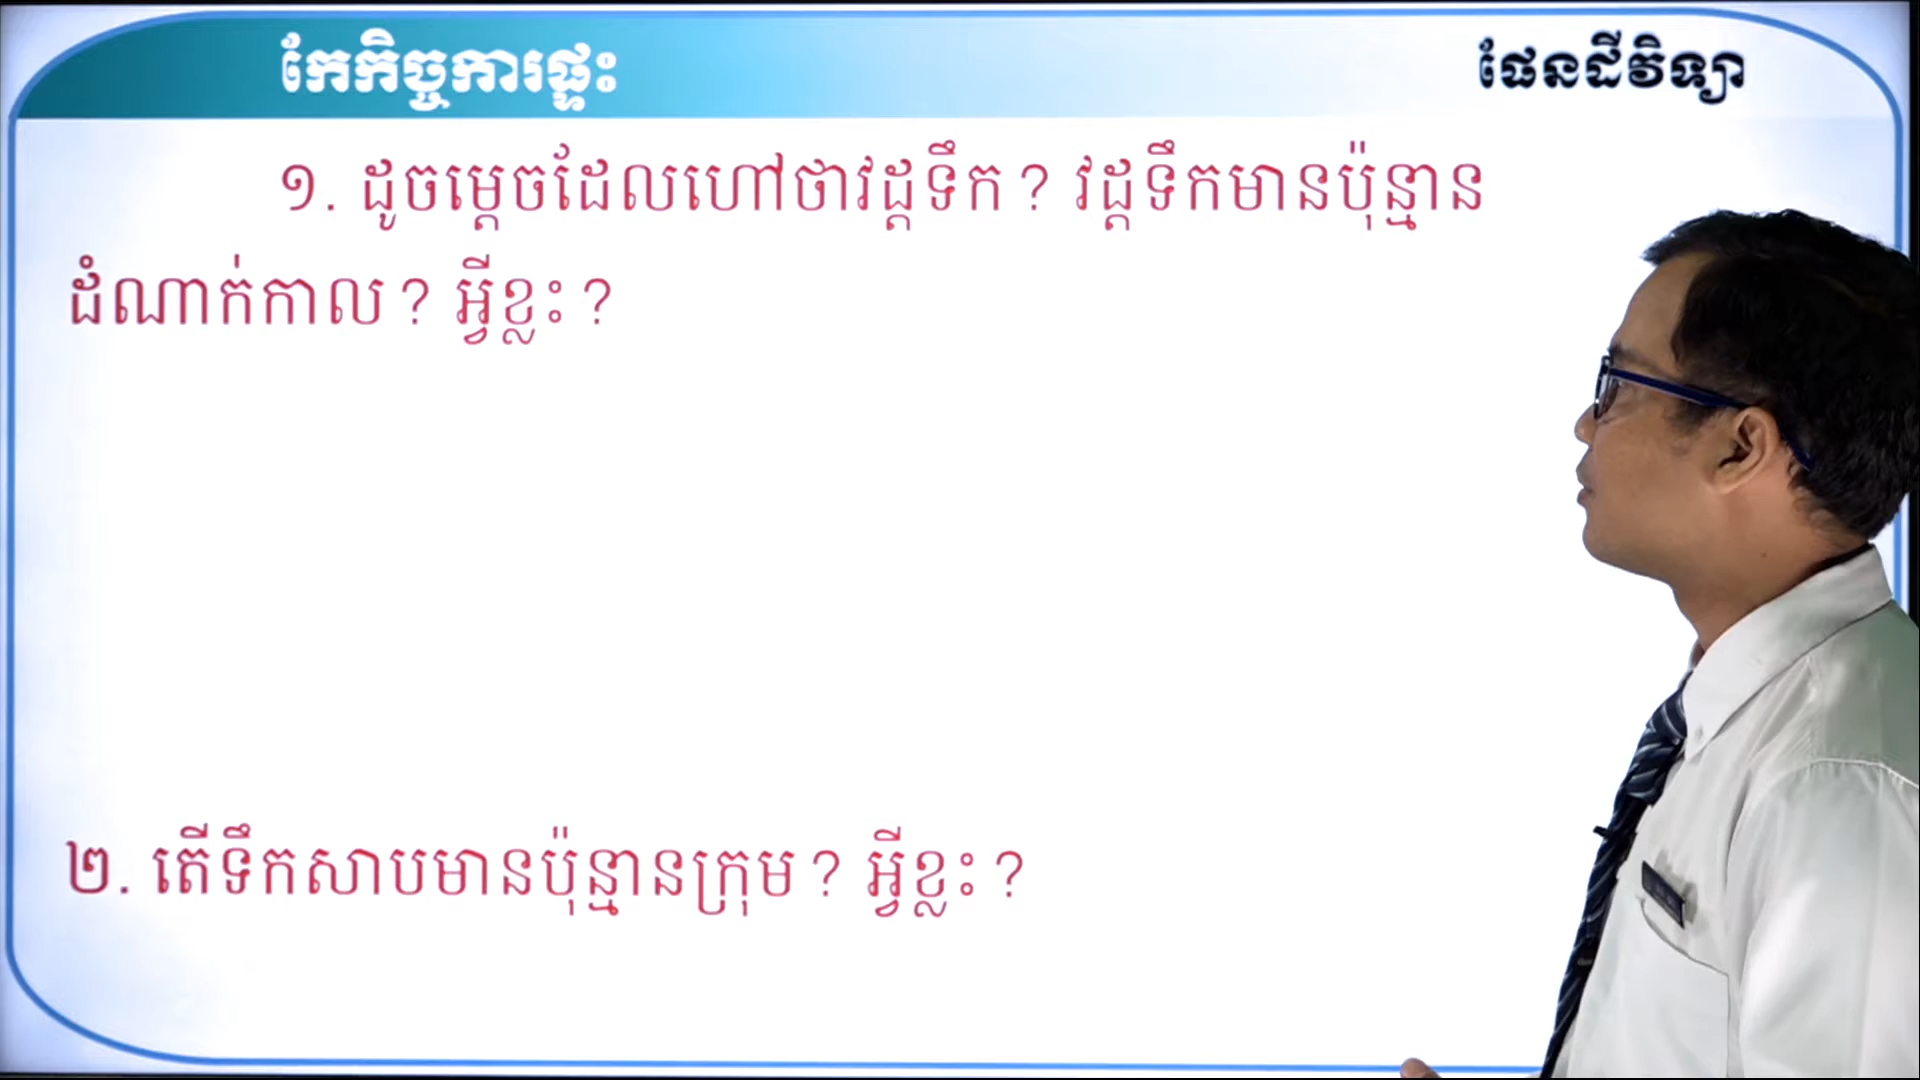 កែកិច្ចការផ្ទះ
ផែនដីវិទ្យា
១. ដូចម្ដេចដែលហៅថាវដ្ដទឹក? វដ្ដទឹកមានប៉ុន្មាន
ដំណាក់កាល? អ្វីខ្លះ?
២. តើទឹកសាបមានប៉ុន្មានក្រុម? អ្វីខ្លះ?